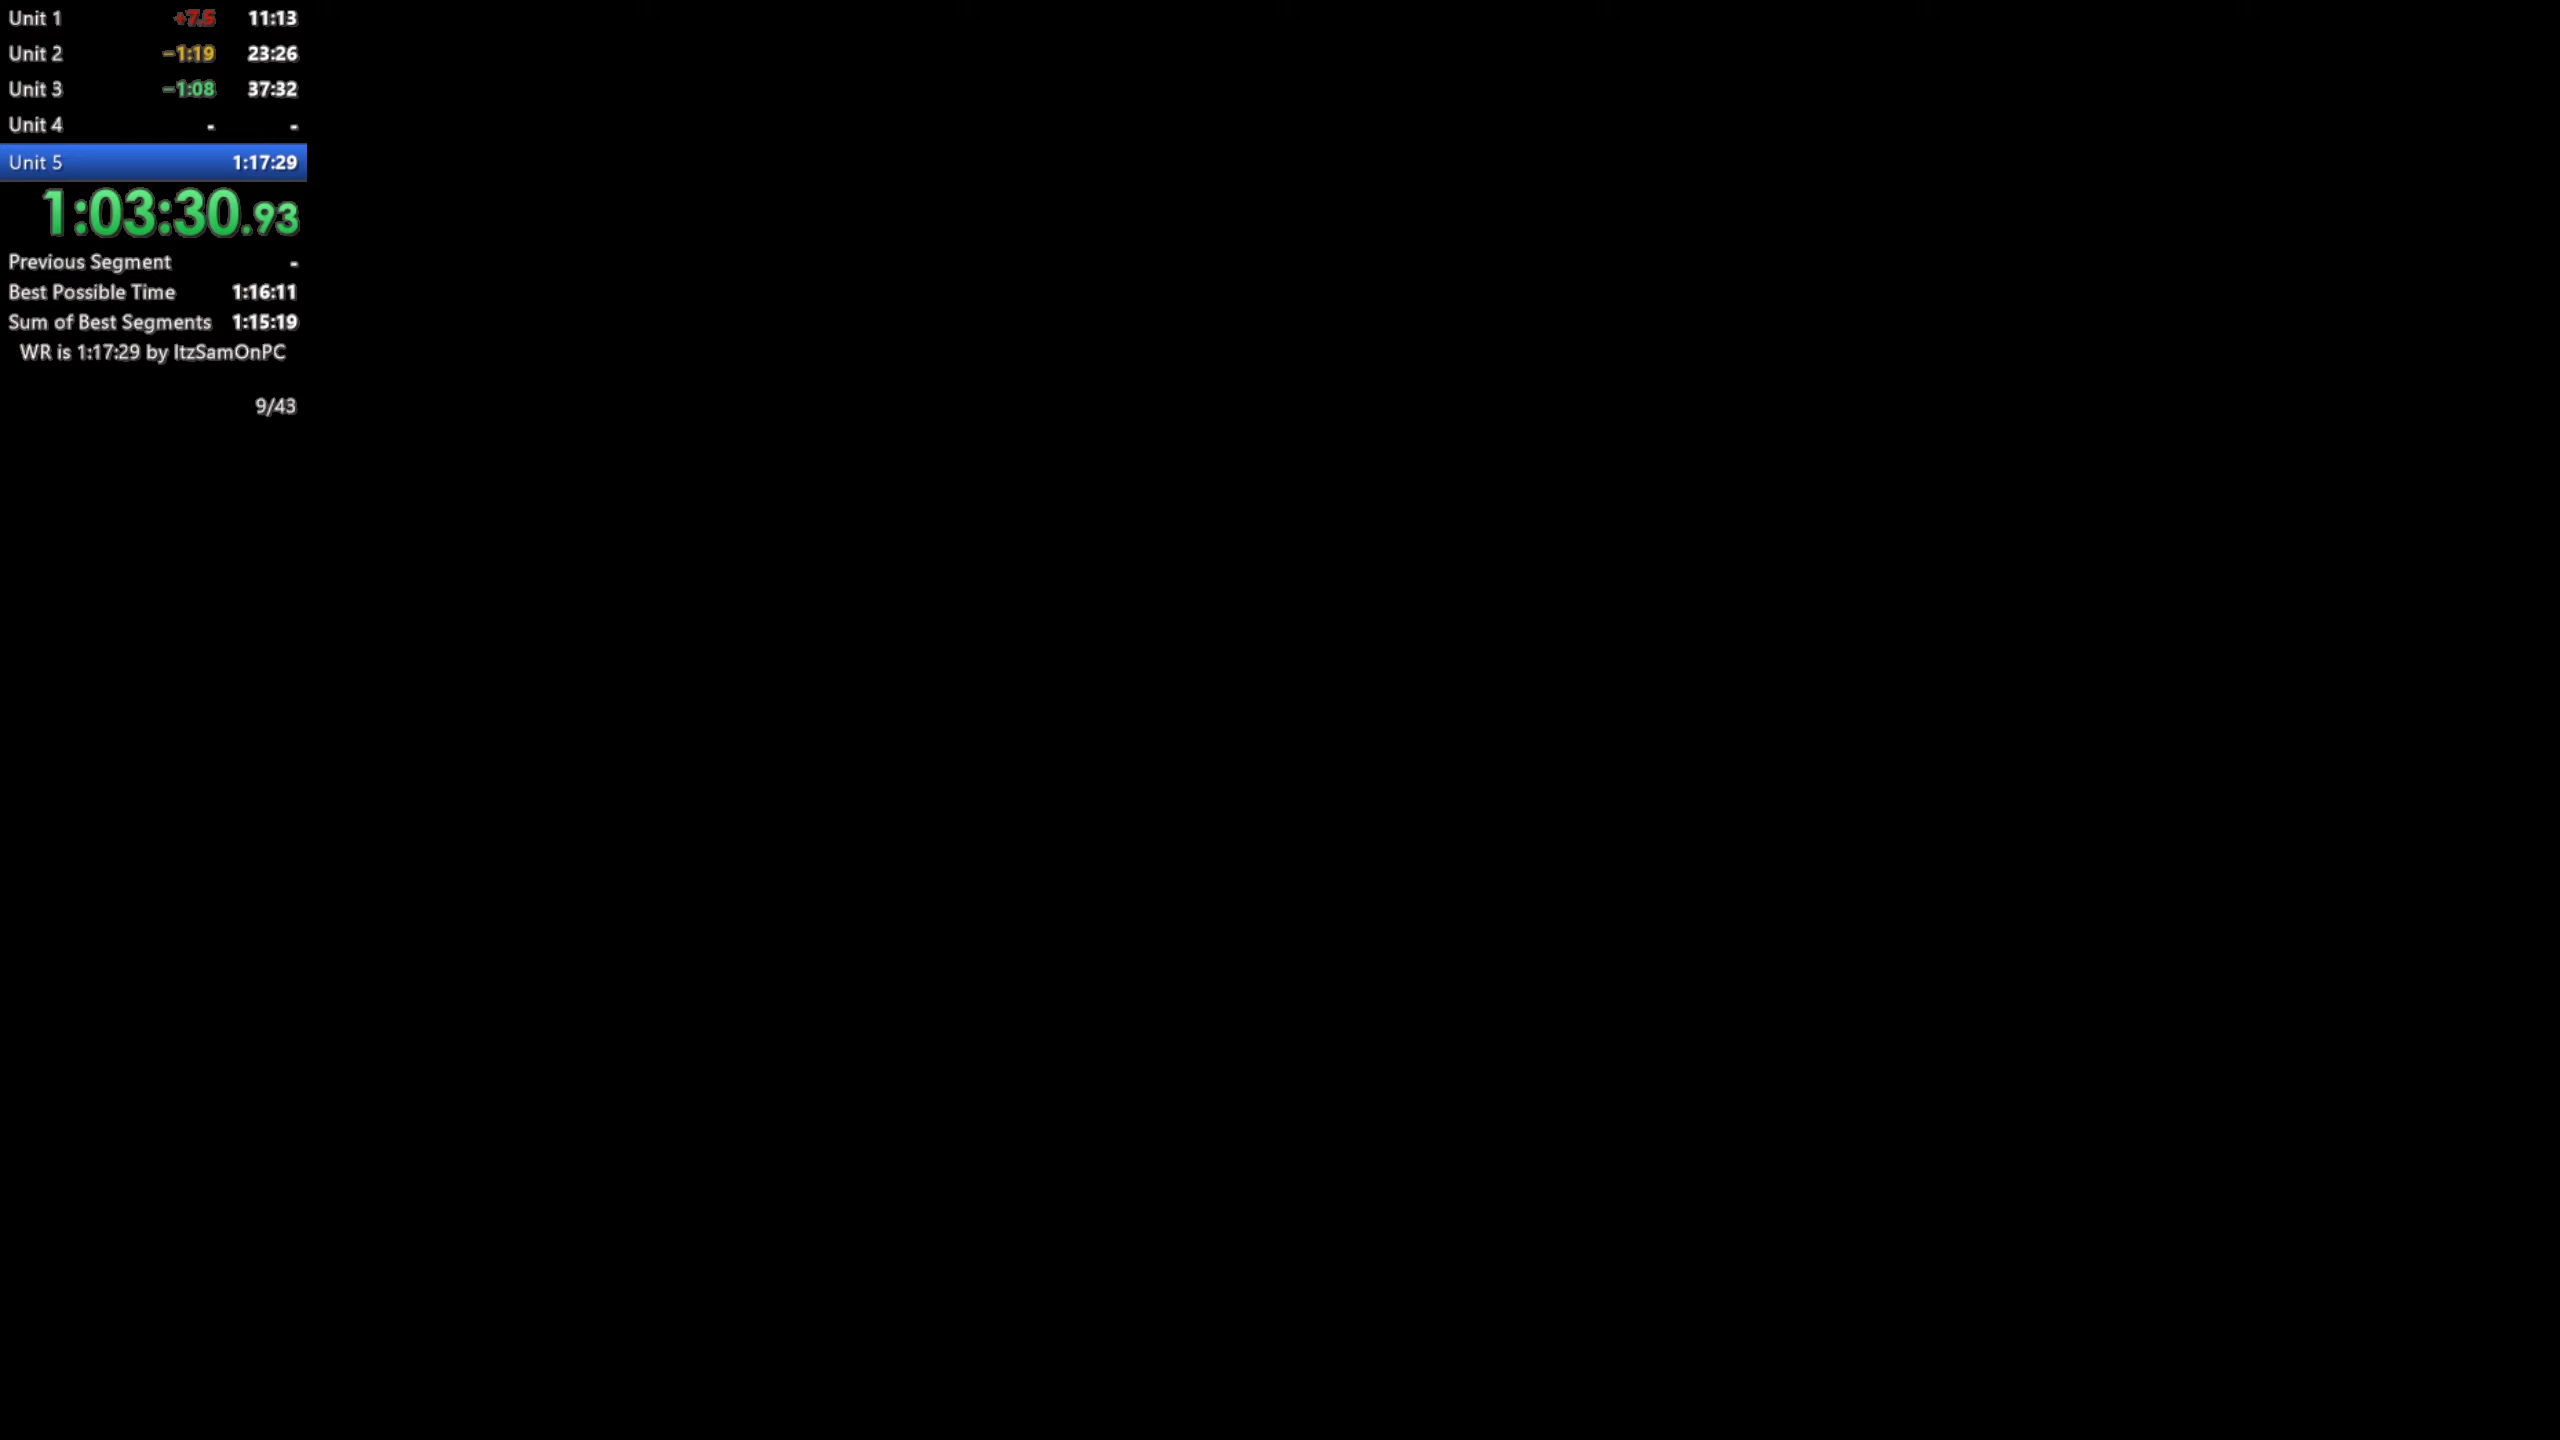 Unit 1 +7.5 11:13
Unit 2 −1:19 23:26
Unit 3 −1:08 37:32
Unit 4 - -
Unit 5 1:17:29
1:03:30.93
Previous Segment -
Best Possible Time 1:16:11
Sum of Best Segments 1:15:19
WR is 1:17:29 by ItzSamOnPC
9/43